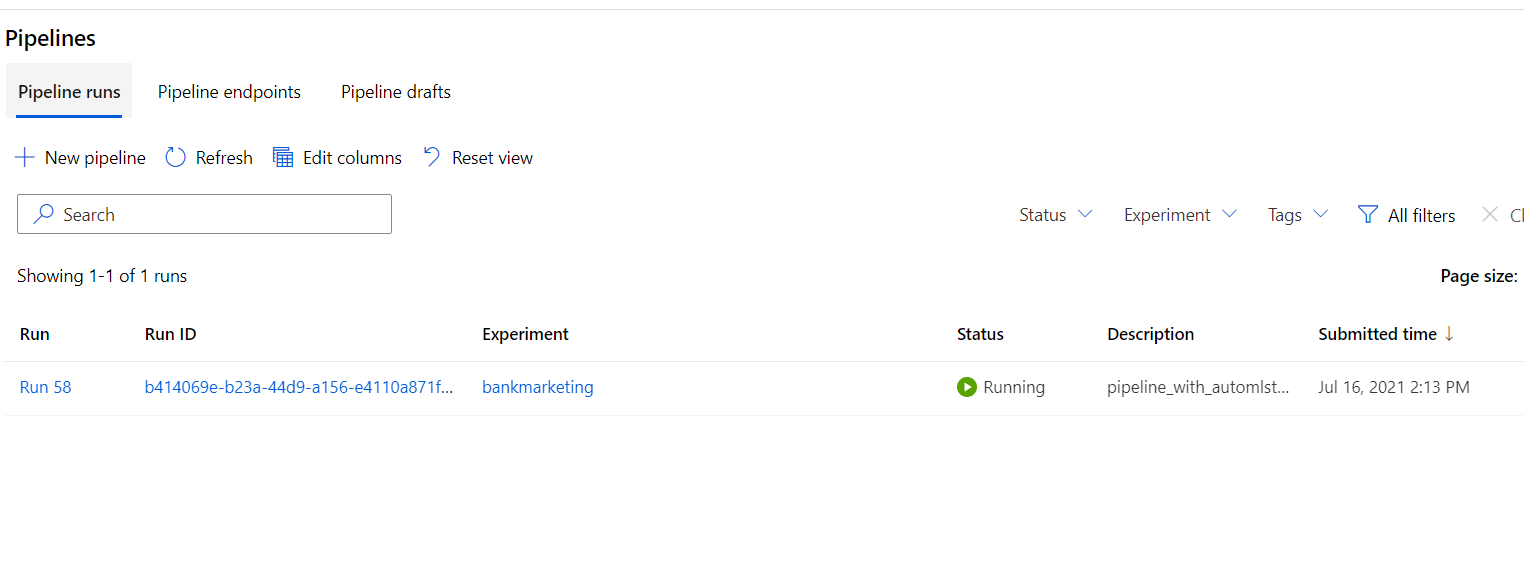 Pipelines
Pipeline runs Pipeline endpoints Pipeline drafts
New pipeline Refresh Edit columns Reset view
Search Status Experiment Tags All filters Cl
Showing 1-1 of 1 runs Page size:
Run Run ID Experiment Status Description Submitted time
Run 58 b414069e-b23a-44d9-a156-e4110a871f... bankmarketing Running pipeline_with_automlst... Jul 16, 2021 2:13 PM